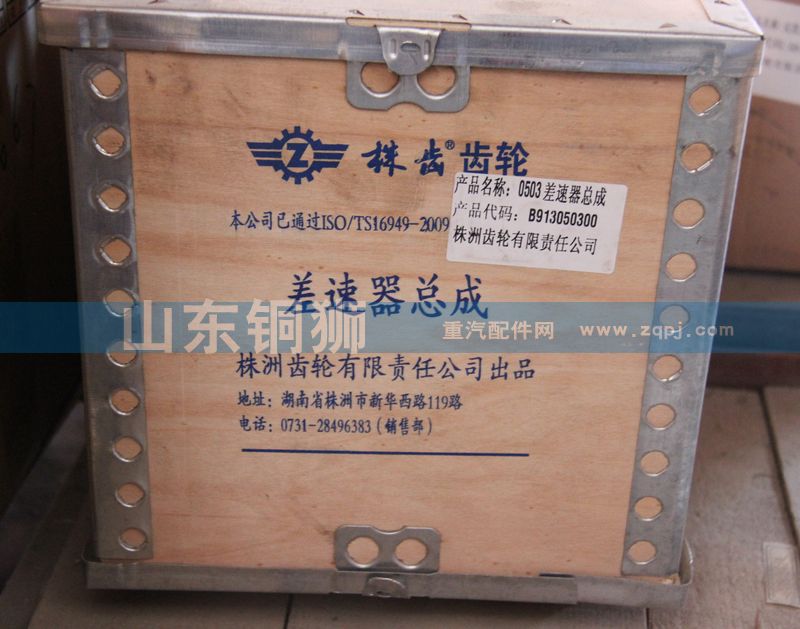 Z 株齿® 齿轮
产品名称: 0503差速器总成
产品代码: B913050300
株洲齿轮有限责任公司
本公司已通过ISO/TS16949-2009
差速器总成
山东铜狮 重汽配件网 www.zqpj.com
株洲齿轮有限责任公司出品
地址: 湖南省株洲市新华西路119路
电话: 0731-28496383 (销售部)